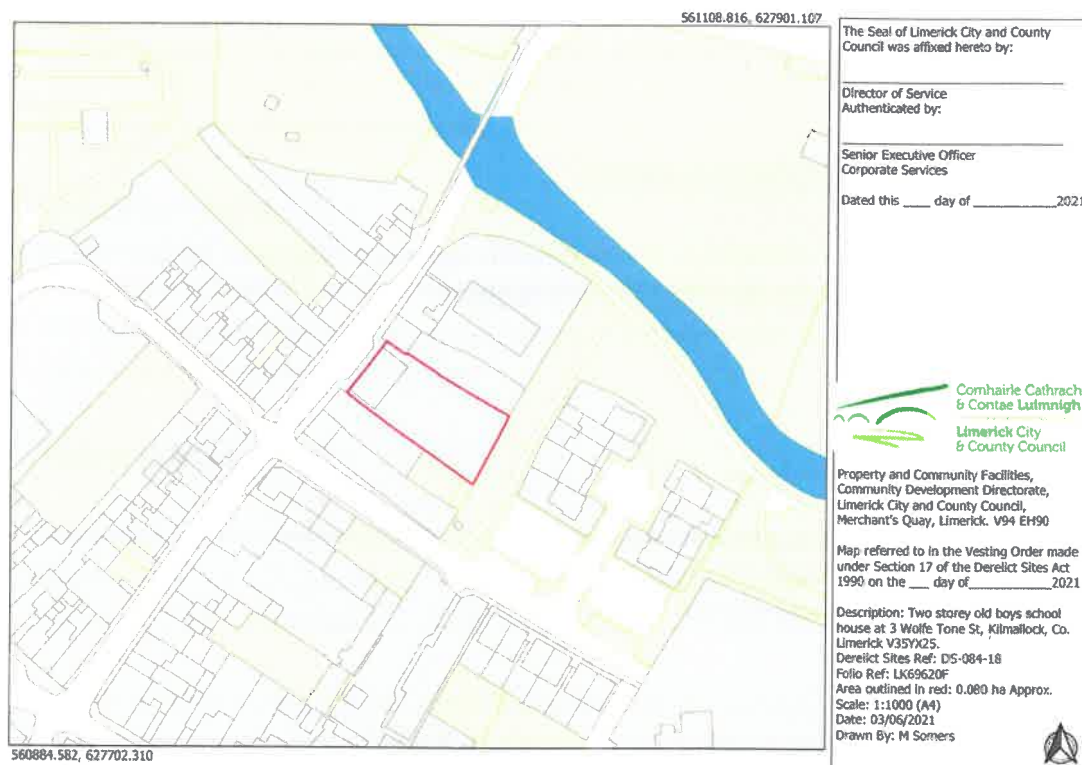 561108.816, 627901.107
The Seal of Limerick City and County
Council was affixed hereto by:
Director of Service
Authenticated by:
Senior Executive Officer
Corporate Services
Dated this ____ day of ____________2021
Comhairle Cathrach
& Contae Luimnigh
Limerick City
& County Council
Property and Community Facilities,
Community Development Directorate,
Limerick City and County Council,
Merchant's Quay, Limerick. V94 EH90
Map referred to in the Vesting Order made
under Section 17 of the Derelict Sites Act
1990 on the ___ day of____________2021
Description: Two storey old boys school
house at 3 Wolfe Tone St, Kilmallock, Co.
Limerick V35YX25.
Derelict Sites Ref: DS-084-18
Folio Ref: LK69620F
Area outlined in red: 0.080 ha Approx.
Scale: 1:1000 (A4)
Date: 03/06/2021
Drawn By: M Somers
560884.582, 627702.310